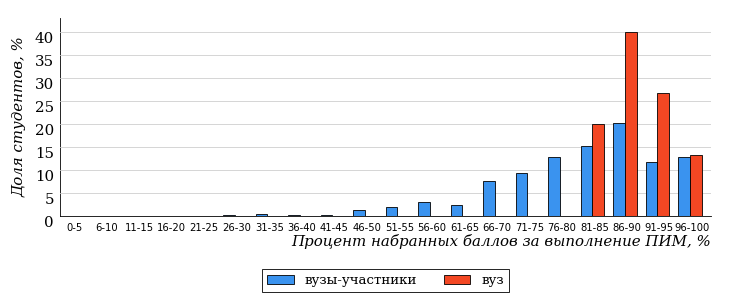 Доля студентов, %
40
35
30
25
20
15
10
5
0
0-5 6-10 11-15 16-20 21-25 26-30 31-35 36-40 41-45 46-50 51-55 56-60 61-65 66-70 71-75 76-80 81-85 86-90 91-95 96-100
Процент набранных баллов за выполнение ПИМ, %
вузы-участники вуз